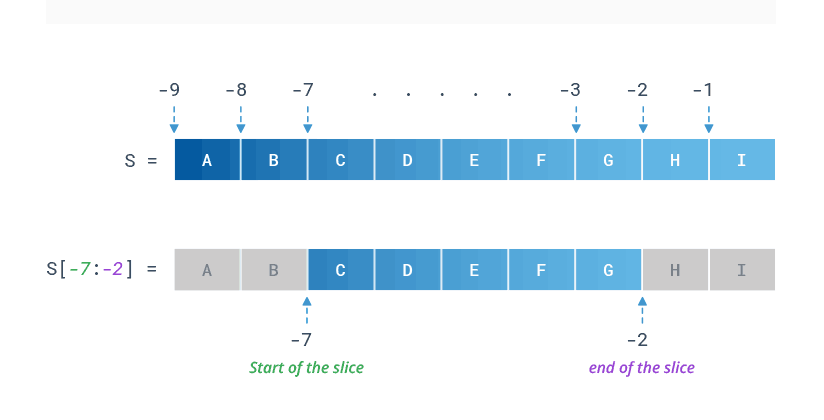 -9 -8 -7 . . . . . -3 -2 -1
S = A B C D E F G H I
S[-7:-2] = A B C D E F G H I
-7 -2
Start of the slice end of the slice